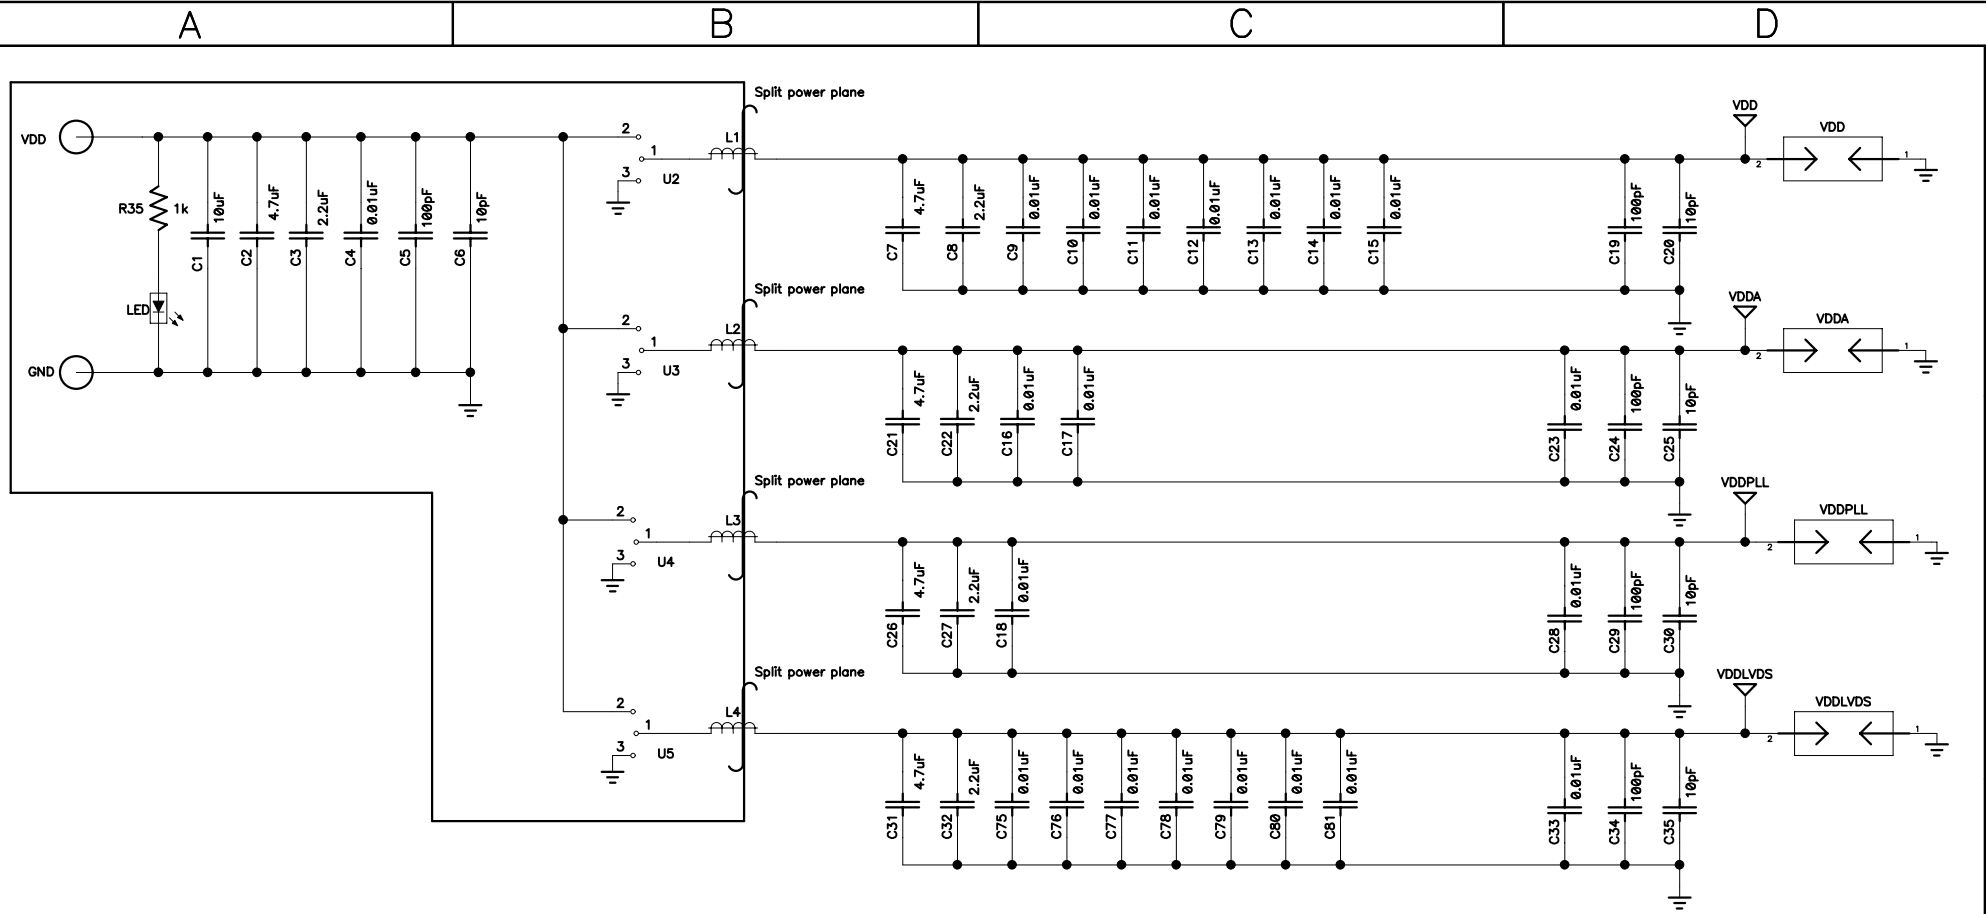 A B C D
Split power plane
VDD
R35 1k
LED
GND
C1 10uF
C2 4.7uF
C3 2.2uF
C4 0.01uF
C5 100pF
C6 10pF
2
1
3
U2
L1
C7 4.7uF
C8 2.2uF
C9 0.01uF
C10 0.01uF
C11 0.01uF
C12 0.01uF
C13 0.01uF
C14 0.01uF
C15 0.01uF
C19 100pF
C20 10pF
VDD
VDD
2
1
Split power plane
2
1
3
U3
L2
C21 4.7uF
C22 2.2uF
C16 0.01uF
C17 0.01uF
C23 0.01uF
C24 100pF
C25 10pF
VDDA
VDDA
2
1
Split power plane
2
1
3
U4
L3
C26 4.7uF
C27 2.2uF
C18 0.01uF
C28 0.01uF
C29 100pF
C30 10pF
VDDPLL
VDDPLL
2
1
Split power plane
2
1
3
U5
L4
C31 4.7uF
C32 2.2uF
C75 0.01uF
C76 0.01uF
C77 0.01uF
C78 0.01uF
C79 0.01uF
C80 0.01uF
C81 0.01uF
C33 0.01uF
C34 100pF
C35 10pF
VDDLVDS
VDDLVDS
2
1